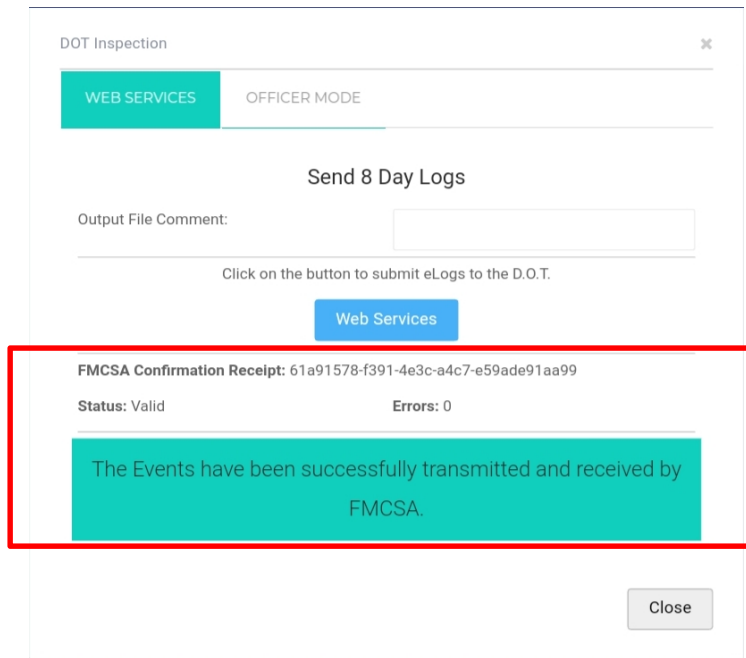 DOT Inspection ×
WEB SERVICES OFFICER MODE
Send 8 Day Logs
Output File Comment:
Click on the button to submit eLogs to the D.O.T.
Web Services
FMCSA Confirmation Receipt: 61a91578-f391-4e3c-a4c7-e59ade91aa99
Status: Valid Errors: 0
The Events have been successfully transmitted and received by
FMCSA.
Close